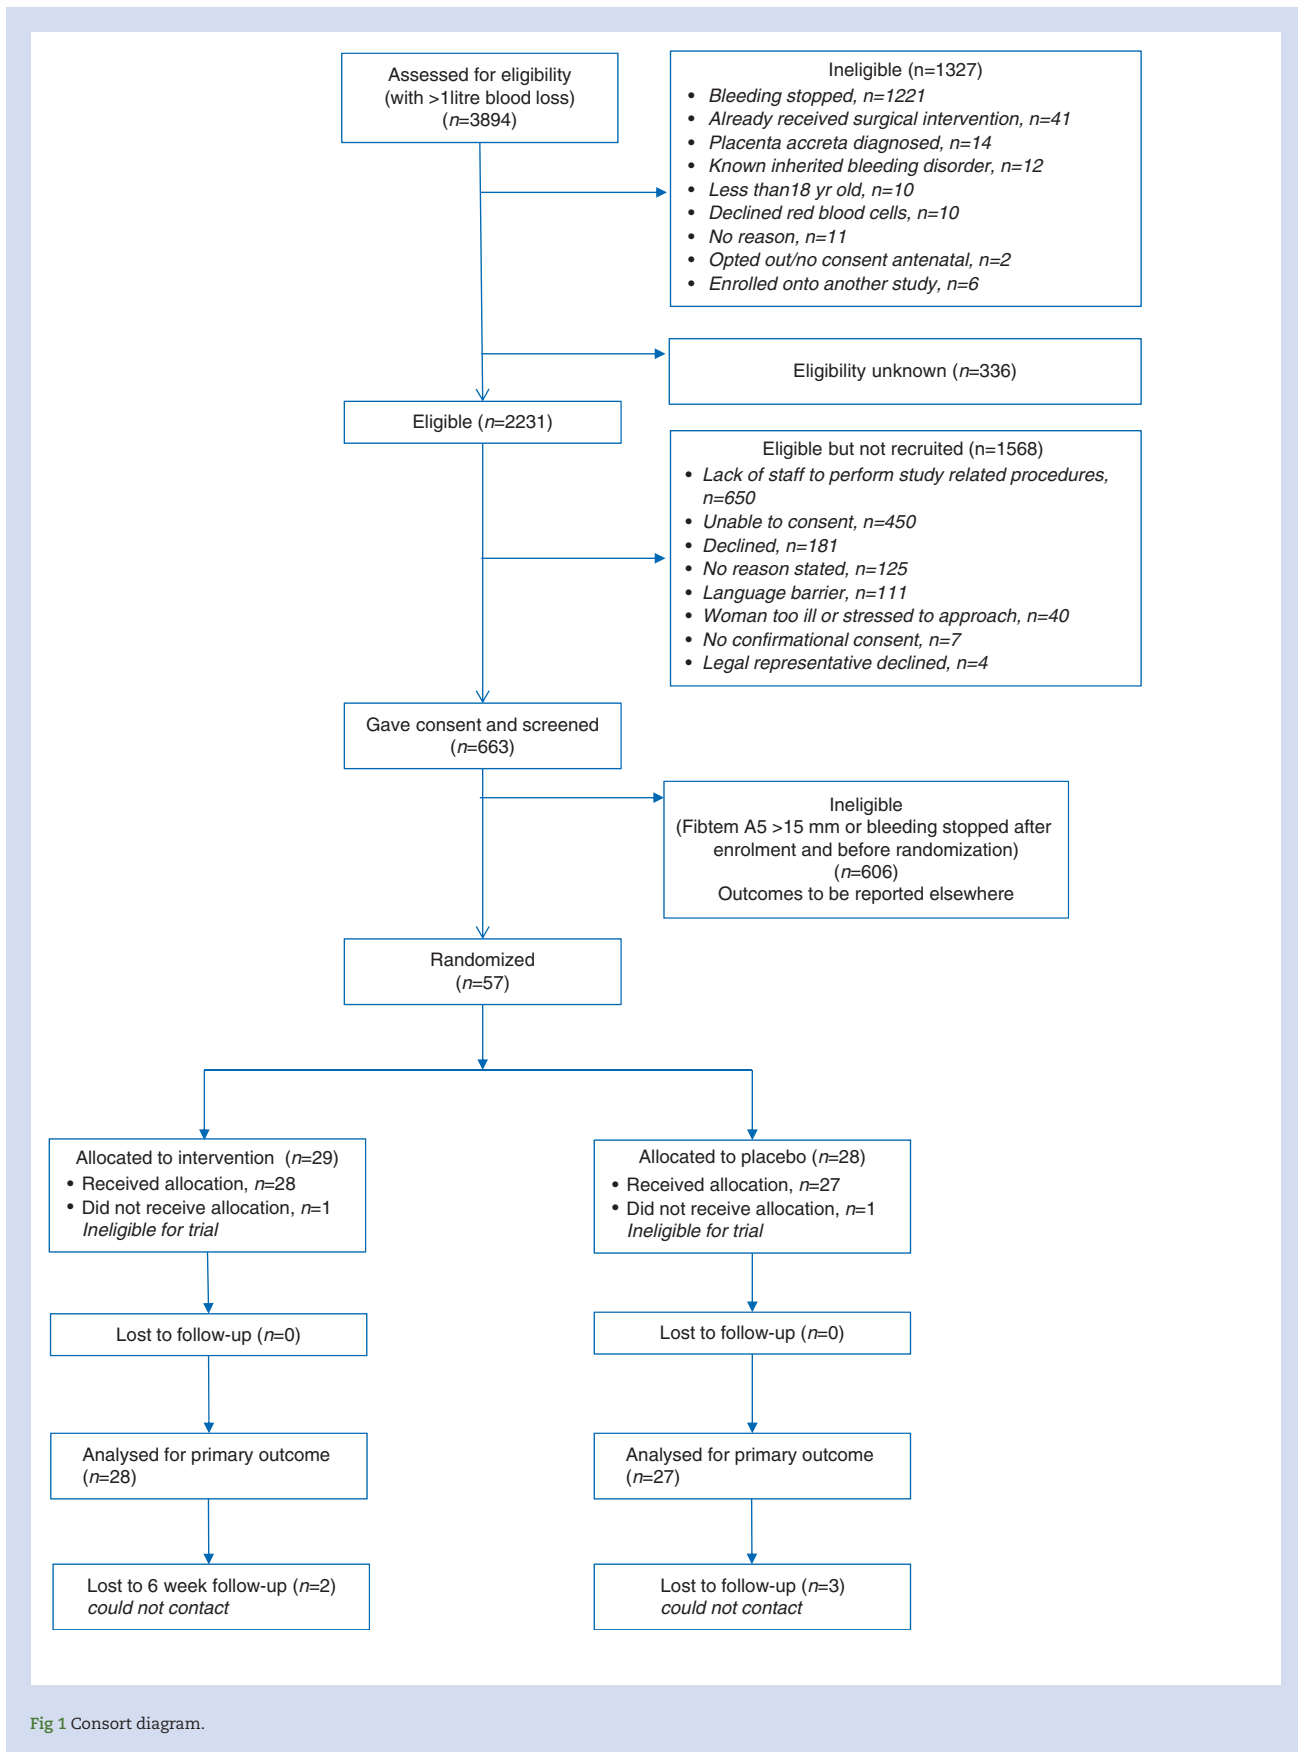 Assessed for eligibility
(with >1litre blood loss)
(n=3894)
Ineligible (n=1327)
• Bleeding stopped, n=1221
• Already received surgical intervention, n=41
• Placenta accreta diagnosed, n=14
• Known inherited bleeding disorder, n=12
• Less than18 yr old, n=10
• Declined red blood cells, n=10
• No reason, n=11
• Opted out/no consent antenatal, n=2
• Enrolled onto another study, n=6
Eligibility unknown (n=336)
Eligible (n=2231)
Eligible but not recruited (n=1568)
• Lack of staff to perform study related procedures,
n=650
• Unable to consent, n=450
• Declined, n=181
• No reason stated, n=125
• Language barrier, n=111
• Woman too ill or stressed to approach, n=40
• No confirmational consent, n=7
• Legal representative declined, n=4
Gave consent and screened
(n=663)
Ineligible
(Fibtem A5 >15 mm or bleeding stopped after
enrolment and before randomization)
(n=606)
Outcomes to be reported elsewhere
Randomized
(n=57)
Allocated to intervention (n=29)
• Received allocation, n=28
• Did not receive allocation, n=1
Ineligible for trial
Allocated to placebo (n=28)
• Received allocation, n=27
• Did not receive allocation, n=1
Ineligible for trial
Lost to follow-up (n=0)
Lost to follow-up (n=0)
Analysed for primary outcome
(n=28)
Analysed for primary outcome
(n=27)
Lost to 6 week follow-up (n=2)
could not contact
Lost to follow-up (n=3)
could not contact
Fig 1 Consort diagram.